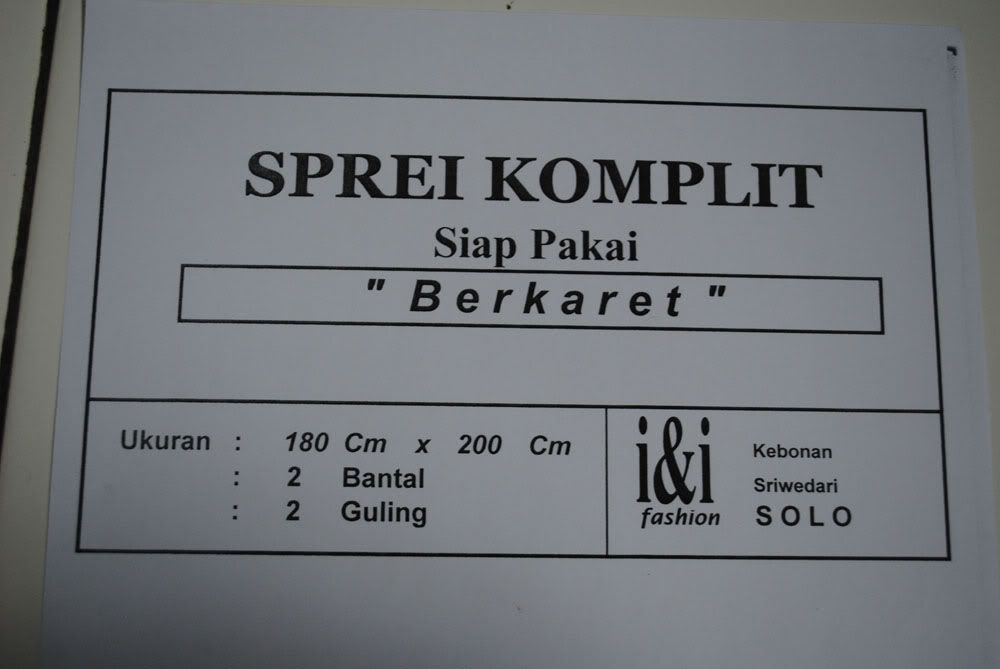 SPREI KOMPLIT
Siap Pakai
" Berkaret "
Ukuran : 180 Cm x 200 Cm
: 2 Bantal
: 2 Guling
i&i
fashion
Kebonan
Sriwedari
SOLO